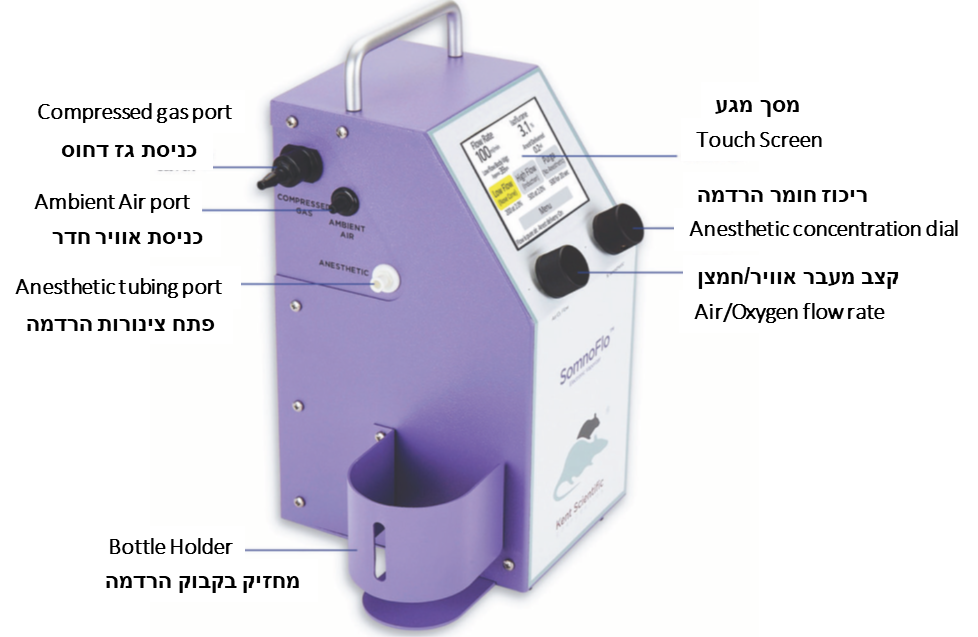 Compressed gas port
כניסת גז דחוס
Ambient Air port
כניסת אוויר חדר
Anesthetic tubing port
פתח צינורות הרדמה
Bottle Holder
מחזיק בקבוק הרדמה
מסך מגע
Touch Screen
ריכוז חומר הרדמה
Anesthetic concentration dial
קצב מעבר אוויר/חמצן
Air/Oxygen flow rate
COMPRESSED
GAS
AMBIENT
AIR
ANESTHETIC
Flow Rate
100
Isoflurane
3.1
Low Flow
High Flow
Purge
Menu
SomnoFlo™
Kent Scientific